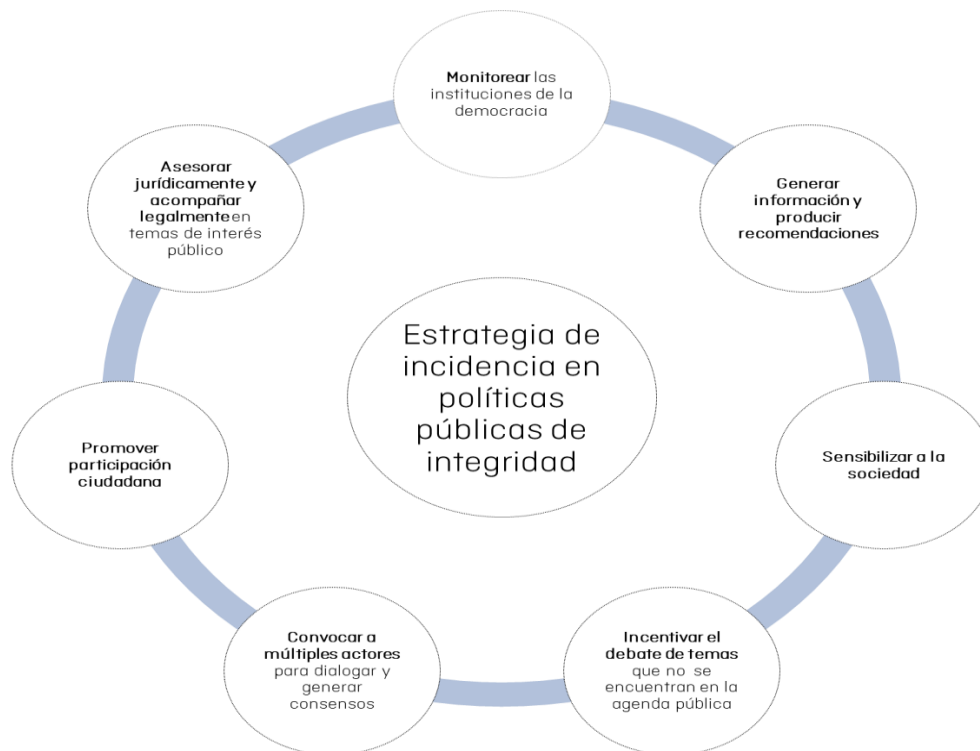 Monitorear las
instituciones de la
democracia
Generar
información y
producir
recomendaciones
Sensibilizar a la
sociedad
Incentivar el
debate de temas
que no se
encuentran en la
agenda pública
Convocar a
múltiples actores
para dialogar y
generar
consensos
Promover
participación
ciudadana
Asesorar
jurídicamente y
acompañar
legalmente en
temas de interés
público
Estrategia de
incidencia en
políticas
públicas de
integridad